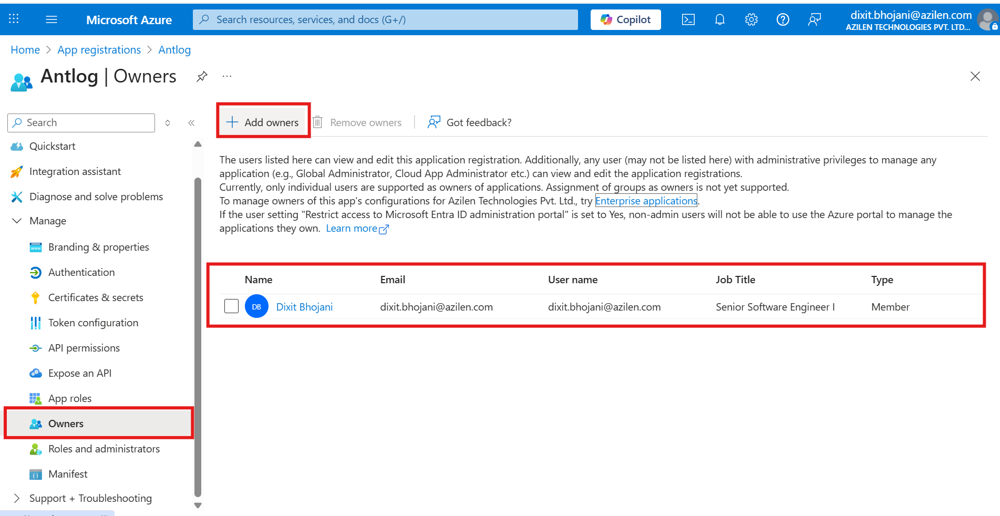 Microsoft Azure
Search resources, services, and docs (G+/)
Copilot
dixit.bhojani@azilen.com
AZILEN TECHNOLOGIES PVT. LTD...
Home > App registrations > Antlog
Antlog | Owners
Search
Add owners
Remove owners
Got feedback?
Quickstart
Integration assistant
Diagnose and solve problems
Manage
Branding & properties
Authentication
Certificates & secrets
Token configuration
API permissions
Expose an API
App roles
Owners
Roles and administrators
Manifest
Support + Troubleshooting
The users listed here can view and edit this application registration. Additionally, any user (may not be listed here) with administrative privileges to manage any
application (e.g., Global Administrator, Cloud App Administrator etc.) can view and edit the application registrations.
Currently, only individual users are supported as owners of applications. Assignment of groups as owners is not yet supported.
To manage owners of this app's configurations for Azilen Technologies Pvt. Ltd., try Enterprise applications.
If the user setting "Restrict access to Microsoft Entra ID administration portal" is set to Yes, non-admin users will not be able to use the Azure portal to manage the
applications they own. Learn more
Name Email User name Job Title Type
DB Dixit Bhojani dixit.bhojani@azilen.com dixit.bhojani@azilen.com Senior Software Engineer I Member